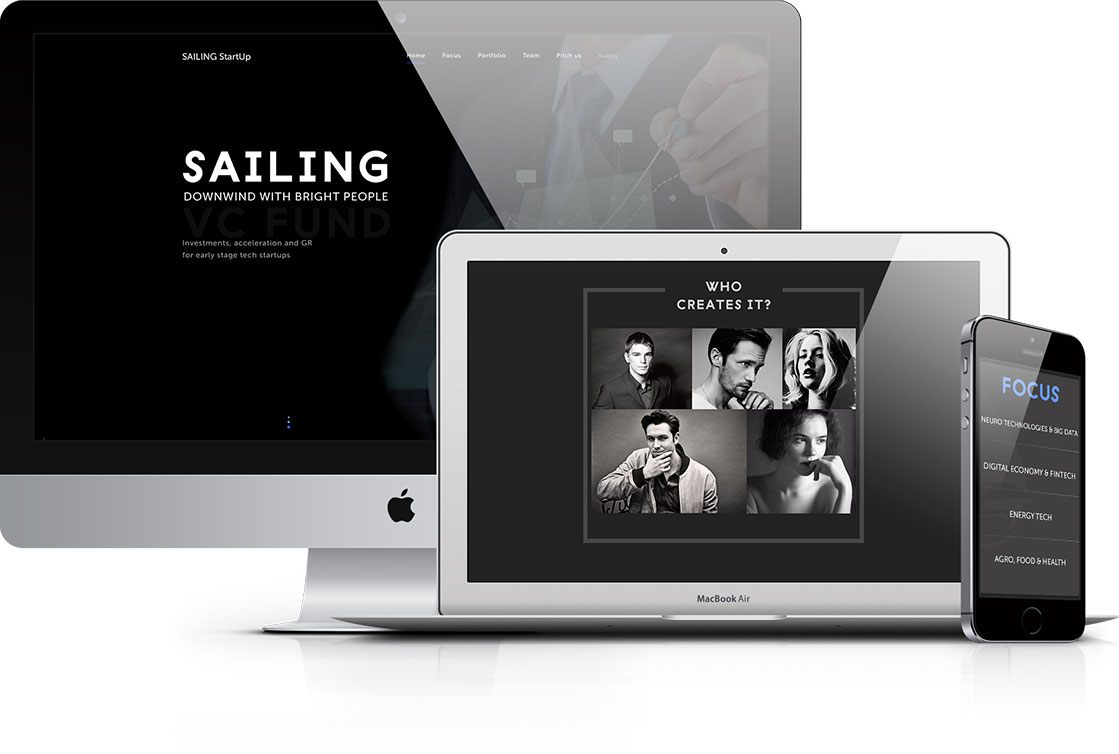 SAILING StartUp
Home Focus Portfolio Team Pitch us
SAILING
DOWNWIND WITH BRIGHT PEOPLE
VC FUND
Investments, acceleration and GR
for early stage tech startups
WHO
CREATES IT?
MacBook Air
FOCUS
NEURO TECHNOLOGIES & BIG DATA
DIGITAL ECONOMY & FINTECH
ENERGY TECH
AGRO, FOOD & HEALTH